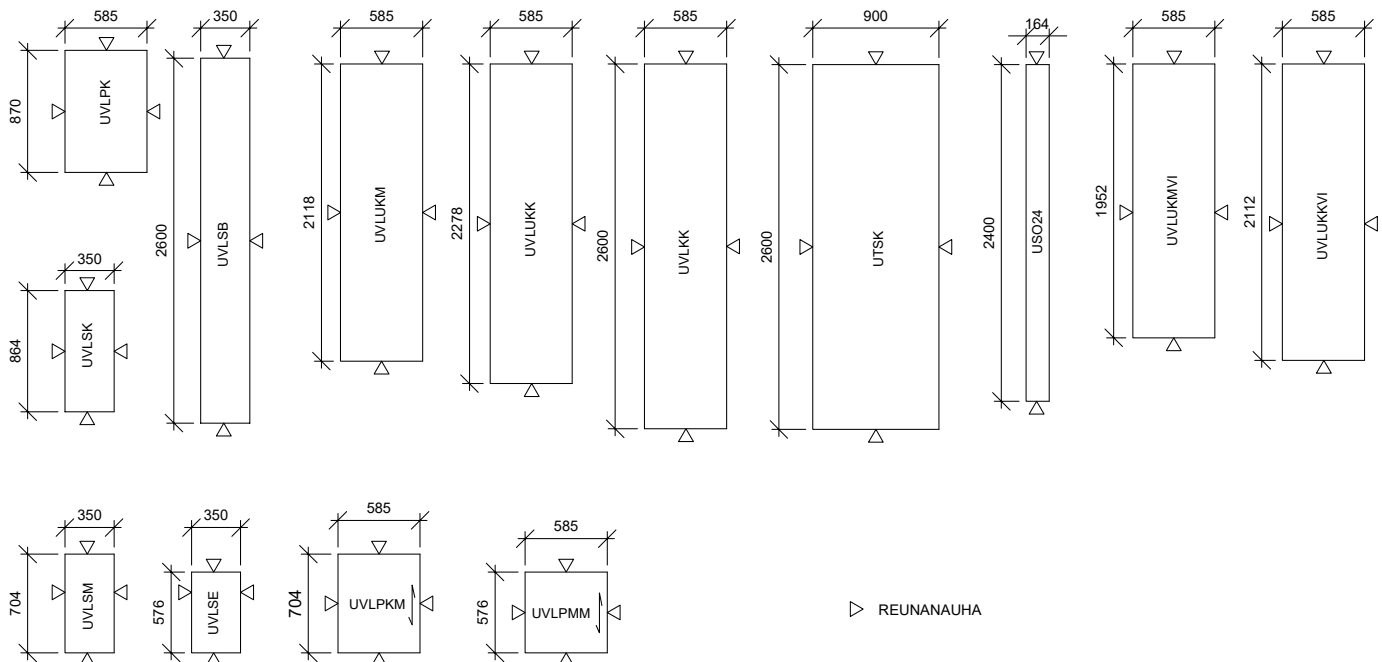 585
350
585
585
585
900
164
585
585
870
UVLPK
2600
UVLSB
2118
UVLUKM
2278
UVLUKK
2600
UVLKK
2600
UTSK
2400
USO24
1952
UVLUKMVI
2112
UVLUKKVI
350
864
UVLSK
350
350
585
585
704
UVLSM
576
UVLSE
704
UVLPKM
576
UVLPMM
REUNANAUHA